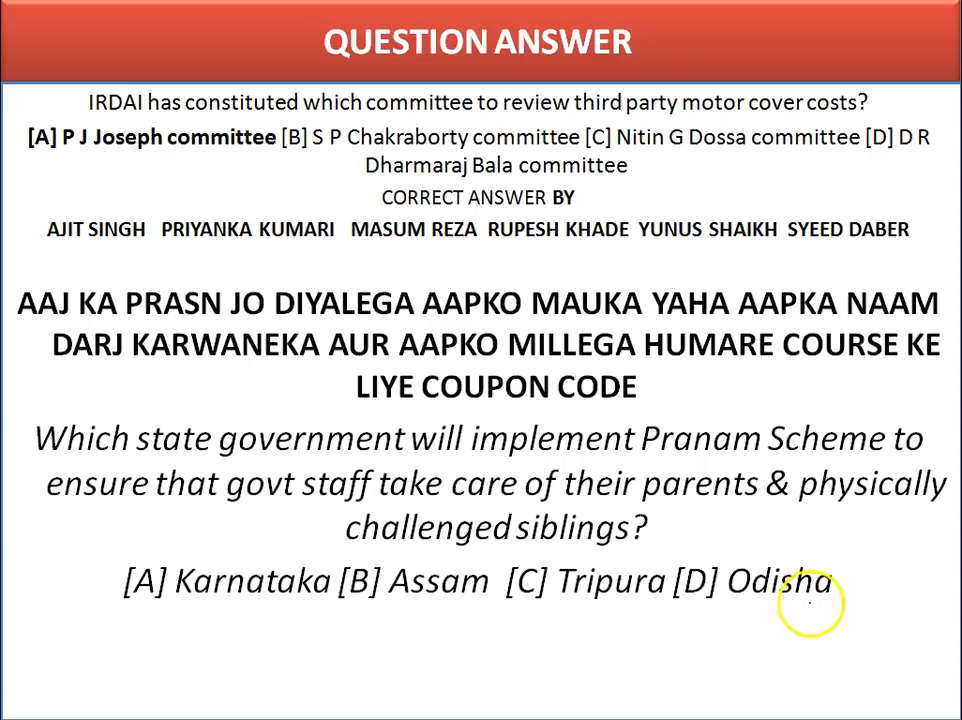 QUESTION ANSWER
IRDAI has constituted which committee to review third party motor cover costs?
[A] P J Joseph committee [B] S P Chakraborty committee [C] Nitin G Dossa committee [D] D R
Dharmaraj Bala committee
CORRECT ANSWER BY
AJIT SINGH PRIYANKA KUMARI MASUM REZA RUPESH KHADE YUNUS SHAIKH SYEED DABER
AAJ KA PRASN JO DIYALEGA AAPKO MAUKA YAHA AAPKA NAAM
DARJ KARWANEKA AUR AAPKO MILLEGA HUMARE COURSE KE
LIYE COUPON CODE
Which state government will implement Pranam Scheme to
ensure that govt staff take care of their parents & physically
challenged siblings?
[A] Karnataka [B] Assam [C] Tripura [D] Odisha